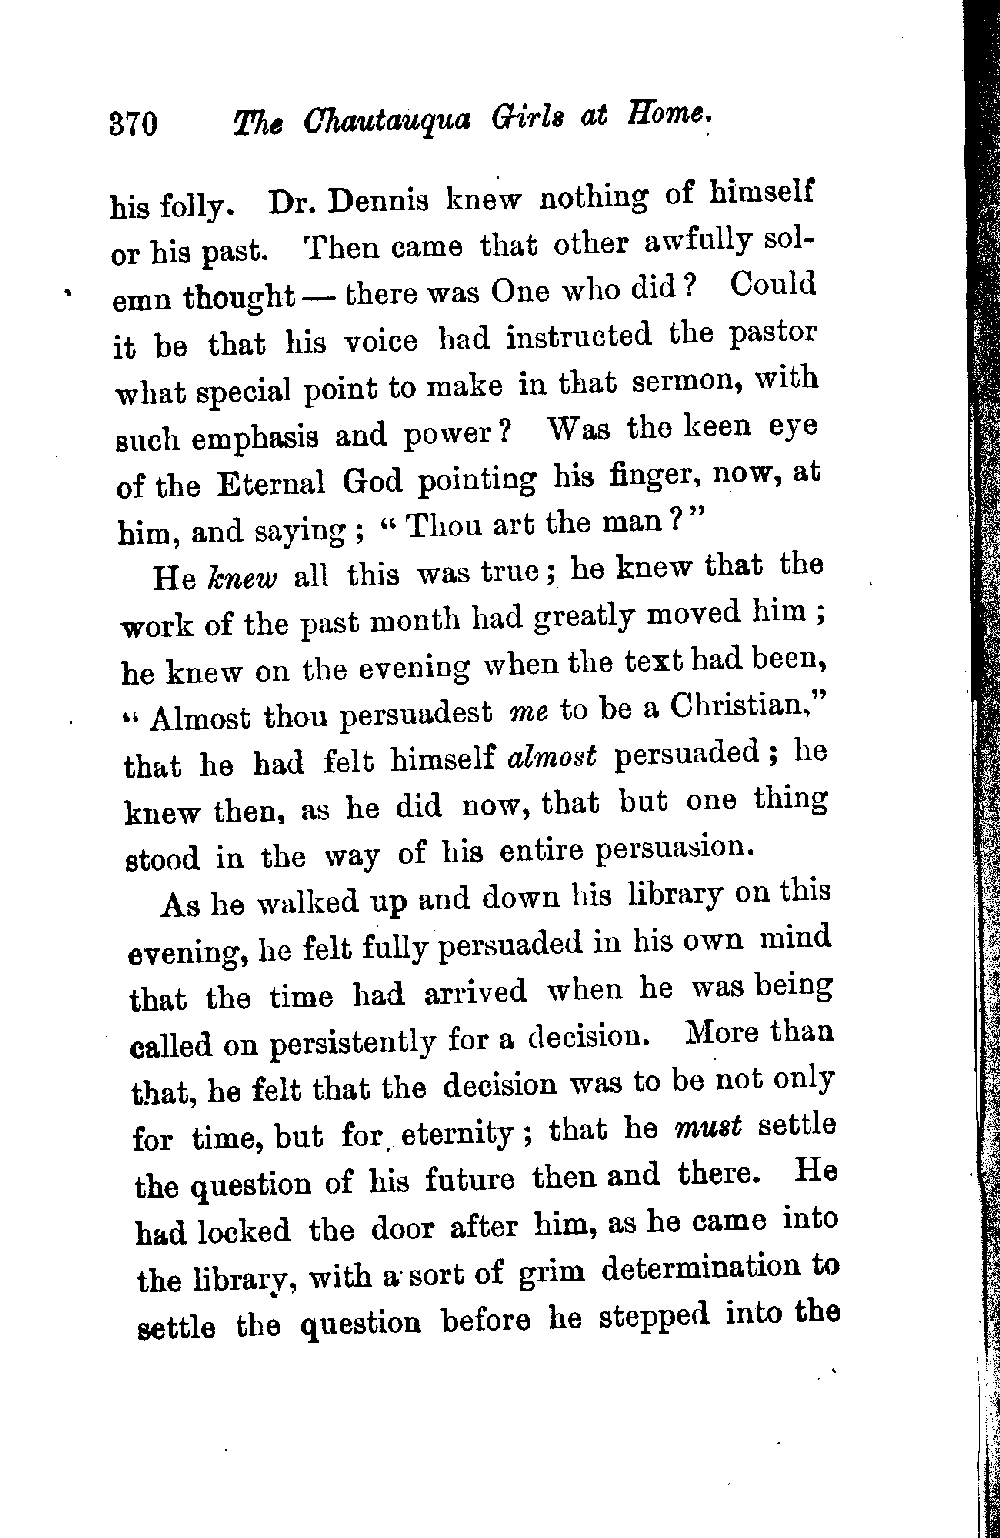 370 The Chautauqua Girls at Home.
his folly. Dr. Dennis knew nothing of himself
or his past. Then came that other awfully sol-
emn thought — there was One who did? Could
it be that his voice had instructed the pastor
what special point to make in that sermon, with
such emphasis and power? Was the keen eye
of the Eternal God pointing his finger, now, at
him, and saying; "Thou art the man?"
He knew all this was true; he knew that the
work of the past month had greatly moved him;
he knew on the evening when the text had been,
"Almost thou persuadest me to be a Christian,"
that he had felt himself almost persuaded; he
knew then, as he did now, that but one thing
stood in the way of his entire persuasion.
As he walked up and down his library on this
evening, he felt fully persuaded in his own mind
that the time had arrived when he was being
called on persistently for a decision. More than
that, he felt that the decision was to be not only
for time, but for eternity; that he must settle
the question of his future then and there. He
had locked the door after him, as he came into
the library, with a sort of grim determination to
settle the question before he stepped into the